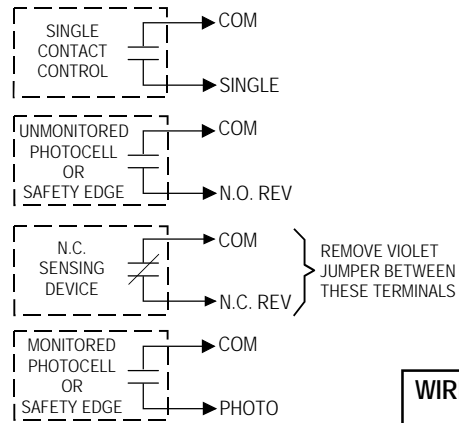 SINGLE
CONTACT
CONTROL
COM
SINGLE
UNMONITORED
PHOTOCELL
OR
SAFETY EDGE
COM
N.O. REV
N.C.
SENSING
DEVICE
COM
N.C. REV
REMOVE VIOLET
JUMPER BETWEEN
THESE TERMINALS
MONITORED
PHOTOCELL
OR
SAFETY EDGE
COM
PHOTO
WIR